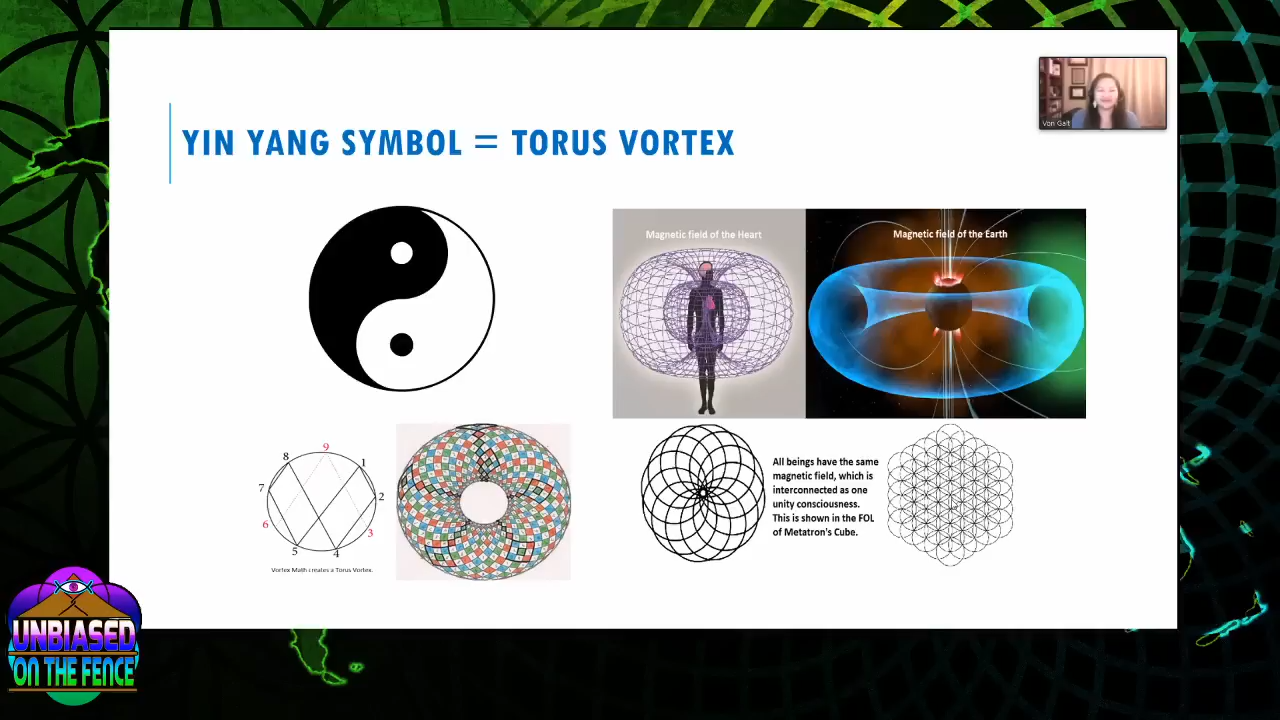 YIN YANG SYMBOL = TORUS VORTEX
Von Galt
Magnetic field of the Heart
Magnetic field of the Earth
9
8
1
7
2
6
3
5
4
Vortex Math creates a Torus Vortex.
All beings have the same
magnetic field, which is
interconnected as one
unity consciousness.
This is shown in the FOL
of Metatron's Cube.
UNBIASED
ON THE FENCE